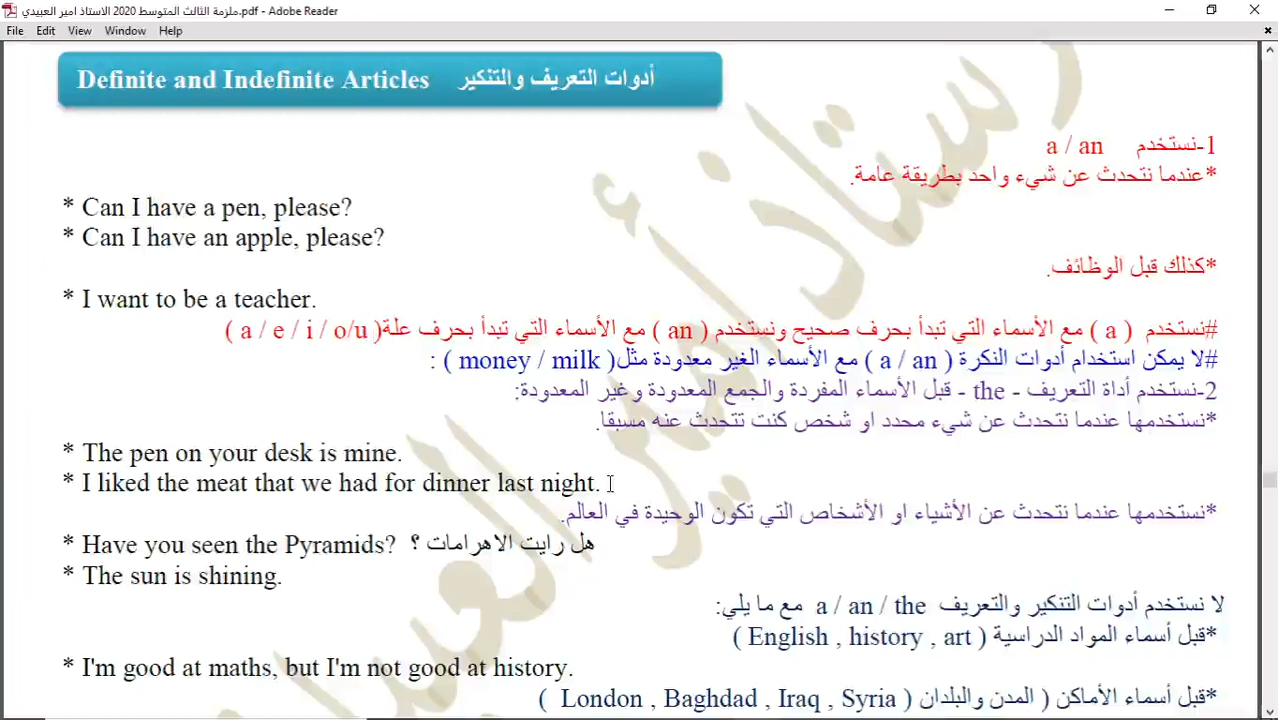 ملزمة الثالث المتوسط 2020 الاستاذ امير العبيدي.pdf - Adobe Reader
File Edit View Window Help
Definite and Indefinite Articles أدوات التعريف والتنكير
1-نستخدم a / an
*عندما نتحدث عن شيء واحد بطريقة عامة.
* Can I have a pen, please?
* Can I have an apple, please?
*كذلك قبل الوظائف.
* I want to be a teacher.
#نستخدم ( a ) مع الأسماء التي تبدأ بحرف صحيح ونستخدم ( an ) مع الأسماء التي تبدأ بحرف علة( a / e / i / o/u )
#لا يمكن استخدام أدوات النكرة ( a / an ) مع الأسماء الغير معدودة مثل( money / milk ) :
2-نستخدم أداة التعريف - the - قبل الأسماء المفردة والجمع المعدودة وغير المعدودة:
*نستخدمها عندما نتحدث عن شيء محدد او شخص كنت تتحدث عنه مسبقا.
* The pen on your desk is mine.
* I liked the meat that we had for dinner last night.
*نستخدمها عندما نتحدث عن الأشياء او الأشخاص التي تكون الوحيدة في العالم.
* Have you seen the Pyramids? هل رايت الاهرامات ؟
* The sun is shining.
لا نستخدم أدوات التنكير والتعريف a / an / the مع ما يلي:
*قبل أسماء المواد الدراسية ( English , history , art )
* I'm good at maths, but I'm not good at history.
*قبل أسماء الأماكن ( المدن والبلدان ( London , Baghdad , Iraq , Syria )